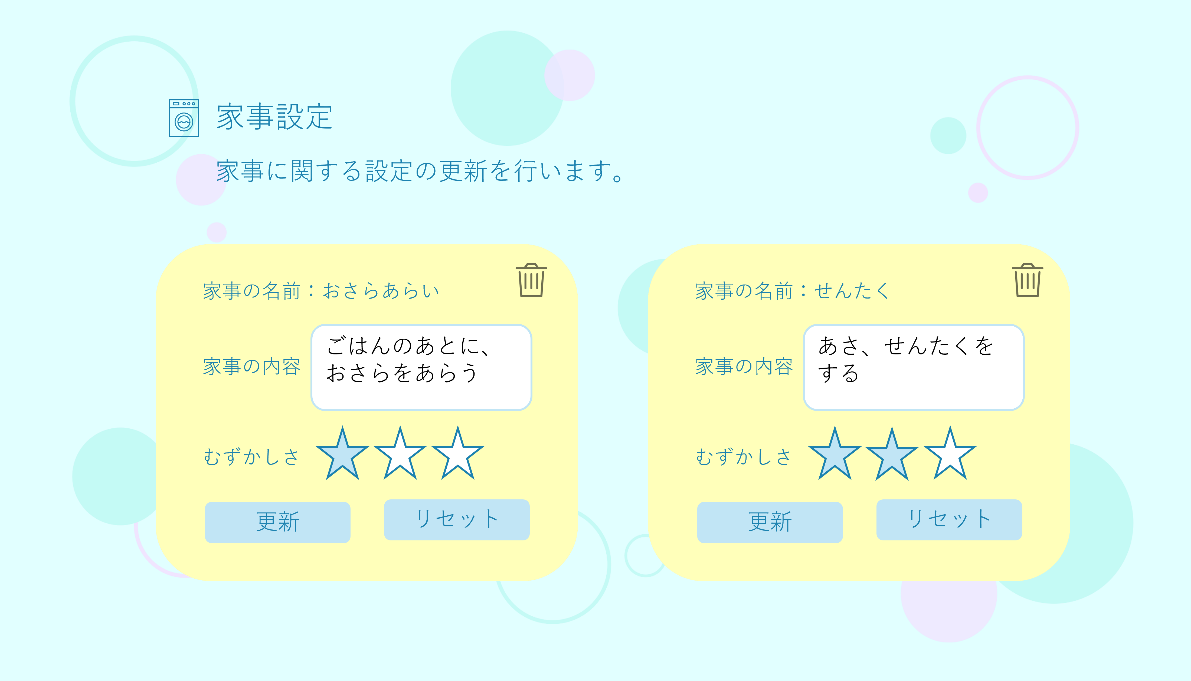 家事設定
家事に関する設定の更新を行います。
家事の名前：おさらあらい
家事の内容
ごはんのあとに、
おさらをあらう
むずかしさ
更新
リセット
家事の名前：せんたく
家事の内容
あさ、せんたくを
する
むずかしさ
更新
リセット